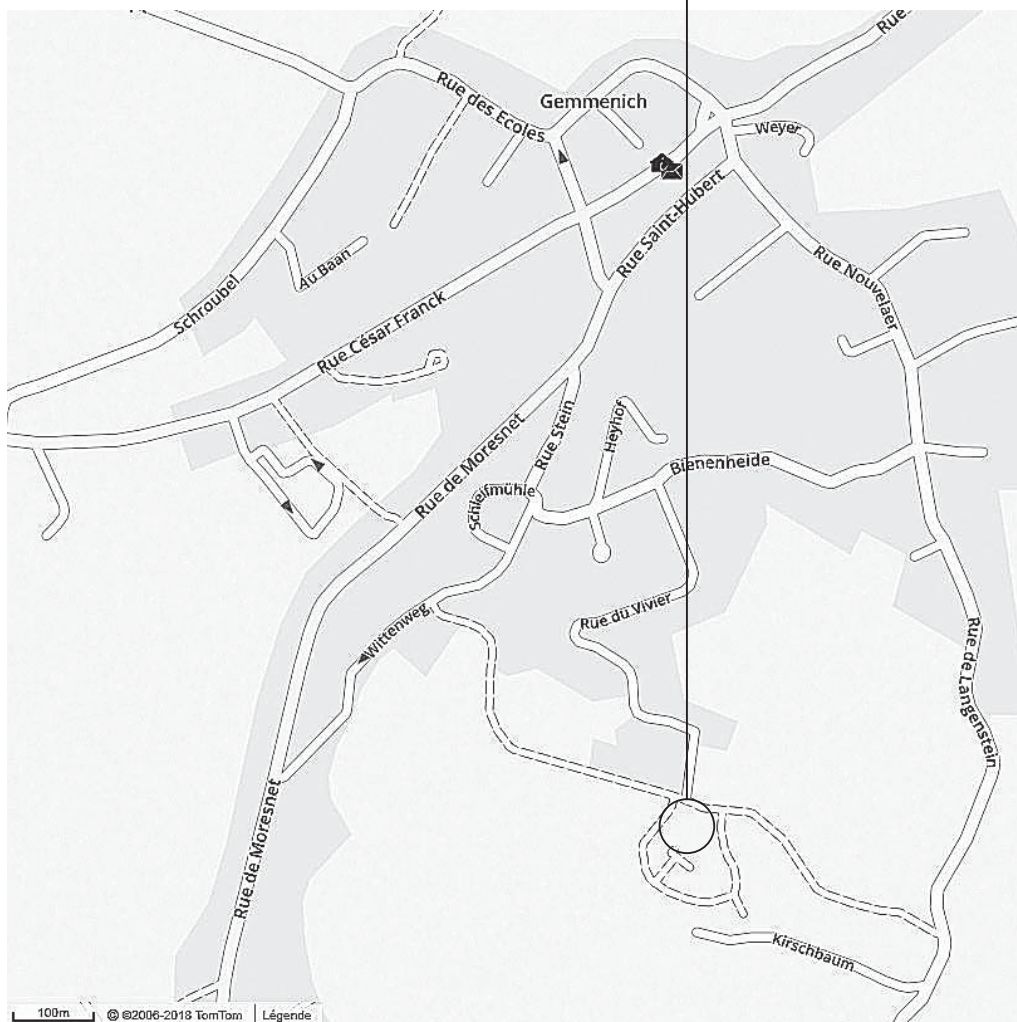 Rue
Rue des Ecoles
Gemmenich
Weyer
Rue Saint-Hubert
Au Baan
Rue Nouvelaer
Schroubel
Rue César Franck
Rue de Moresnet
Rue Stein
Heyhof
Bienenheide
Schleifmühle
Wittenweg
Rue du Vivier
Rue de Langenstein
Rue de Moresnet
Kirschbaum
100m © ©2006-2018 TomTom Légende